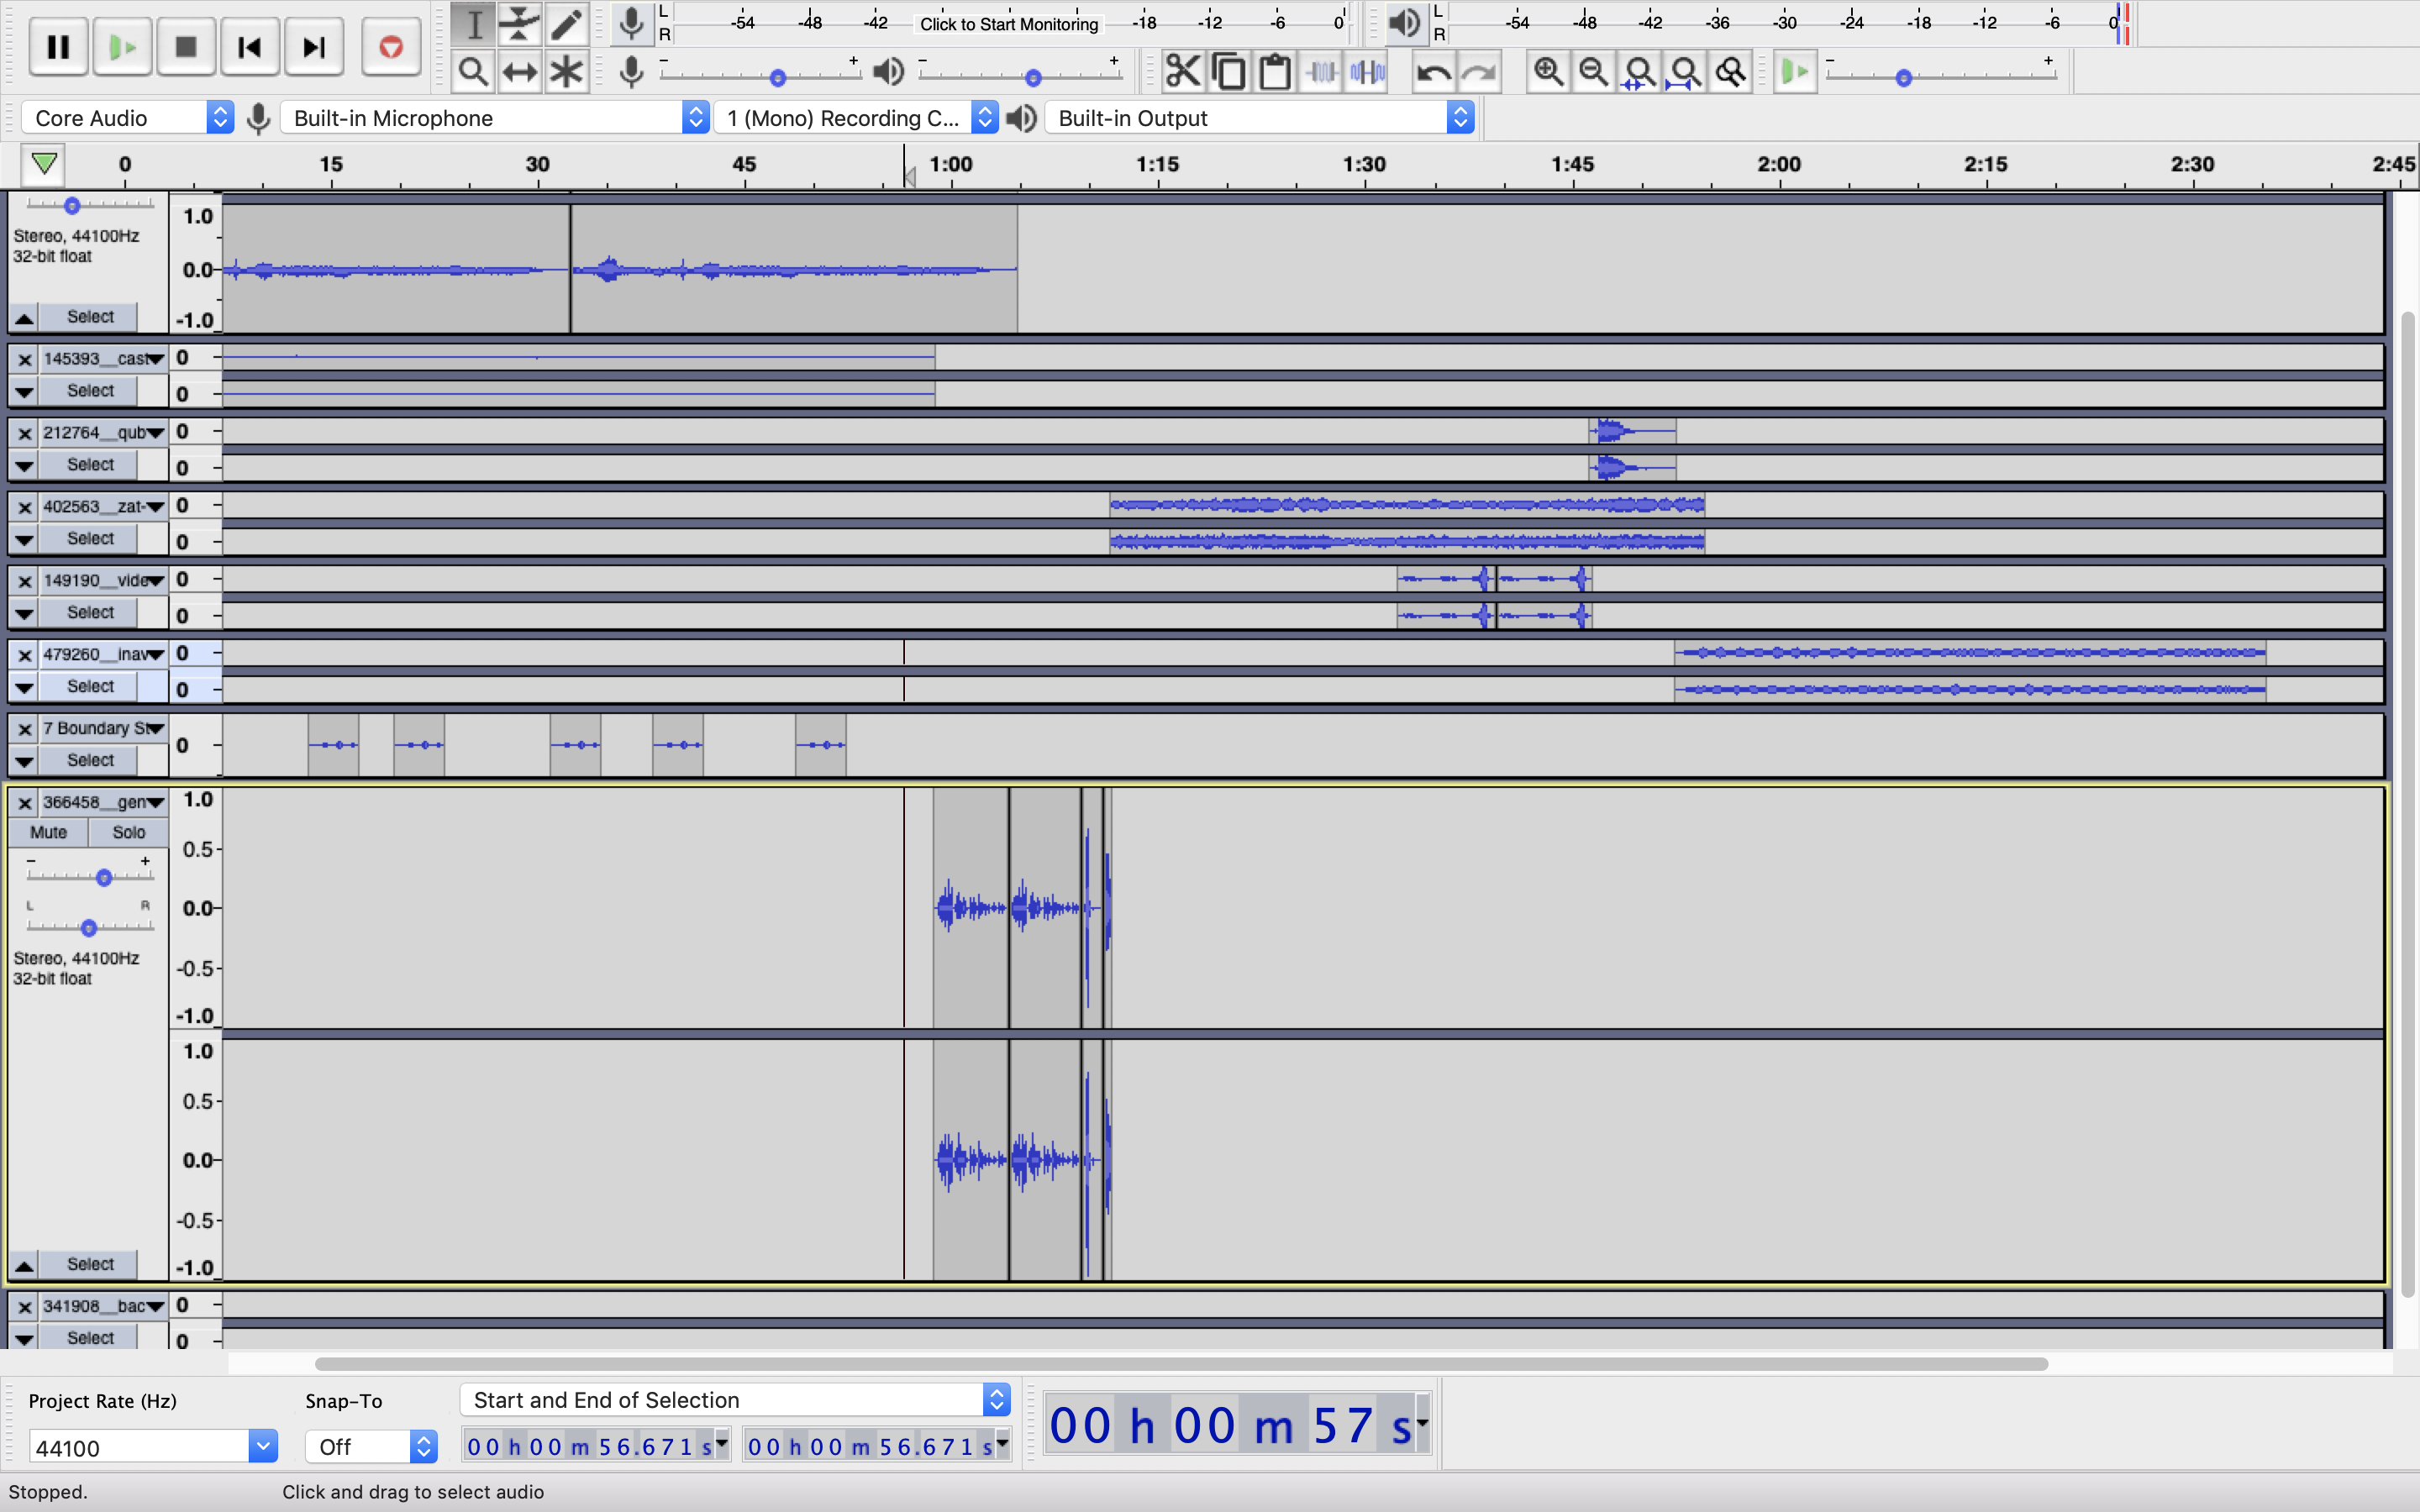 L R -54 -48 -42 Click to Start Monitoring -18 -12 -6 0
L R -54 -48 -42 -36 -30 -24 -18 -12 -6 0
- + - + - +
Core Audio Built-in Microphone 1 (Mono) Recording C... Built-in Output
0 15 30 45 1:00 1:15 1:30 1:45 2:00 2:15 2:30 2:45
1.0
Stereo, 44100Hz
32-bit float
0.0
Select -1.0
145393__cast 0
Select 0
212764__qub 0
Select 0
402563__zat- 0
Select 0
149190__vide 0
Select 0
479260__inav 0
Select 0
7 Boundary St 0
Select
366458__gen 1.0
Mute Solo
- + 0.5
L R 0.0
Stereo, 44100Hz
32-bit float
-0.5
-1.0
1.0
0.5
0.0
-0.5
Select -1.0
341908__bac 0
Select 0
Project Rate (Hz) Snap-To Start and End of Selection
44100 Off 00 h 00 m 56.671 s 00 h 00 m 56.671 s
00 h 00 m 57 s
Stopped. Click and drag to select audio